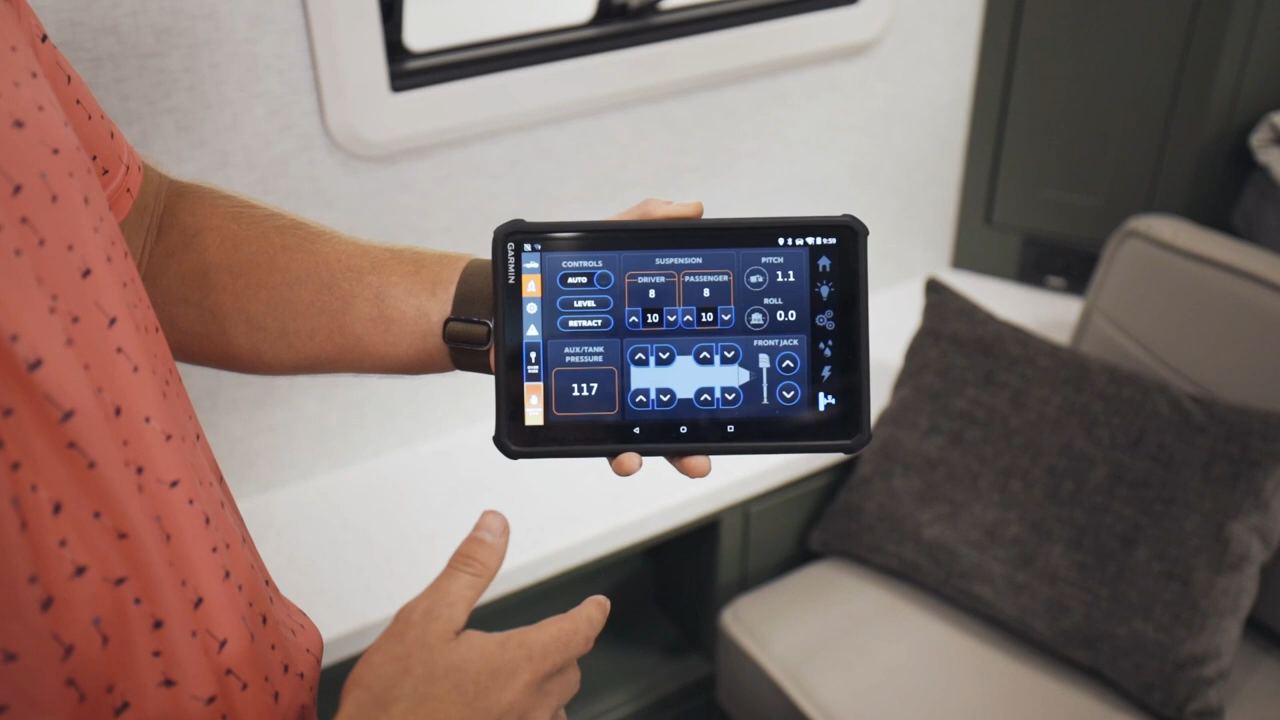 GARMIN
9:59
CONTROLS
AUTO
LEVEL
RETRACT
SUSPENSION
DRIVER
8
10
PASSENGER
8
10
PITCH
1.1
ROLL
0.0
AUX/TANK
PRESSURE
117
FRONT JACK